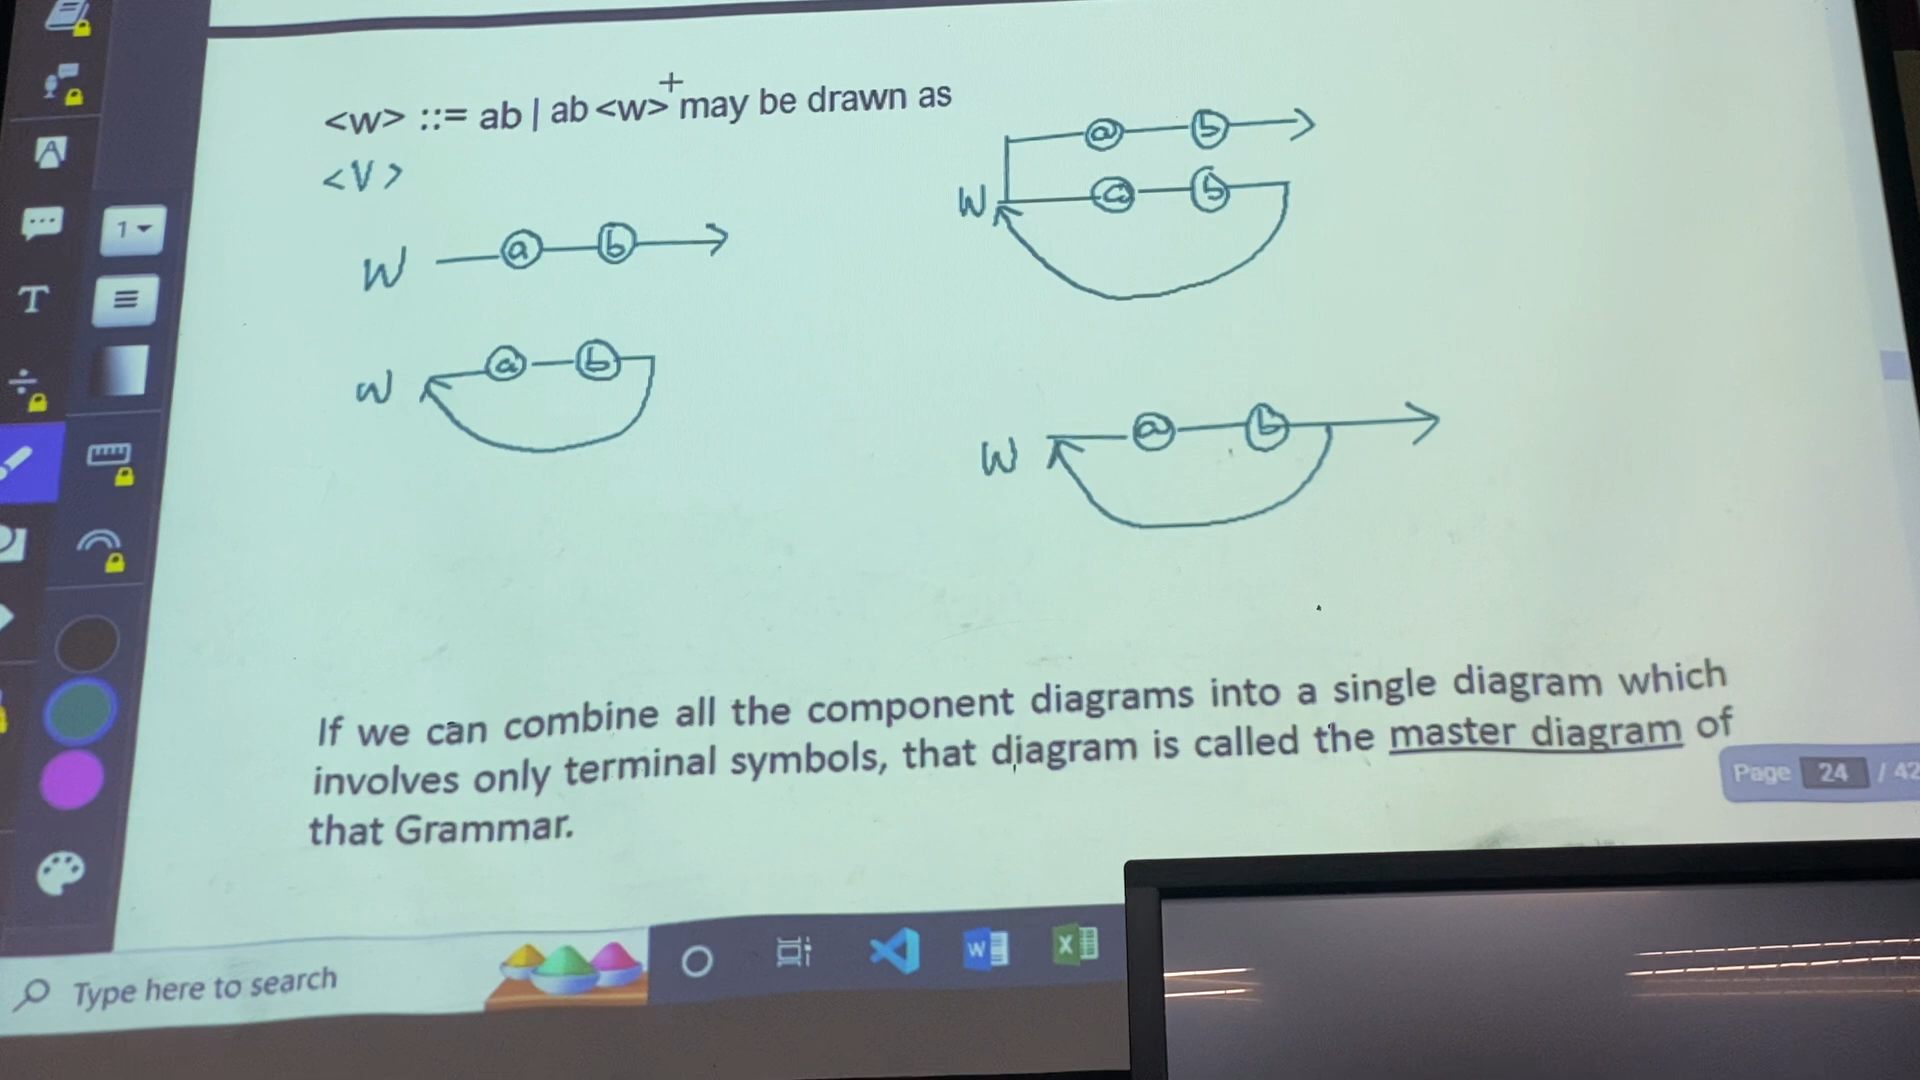 <w> ::= ab | ab <w> may be drawn as
+
<V>
W a b
W a b
a b
W a b
W a b
If we can combine all the component diagrams into a single diagram which
involves only terminal symbols, that diagram is called the master diagram of
that Grammar.
Page 24 / 42
1
T
Type here to search
W
X